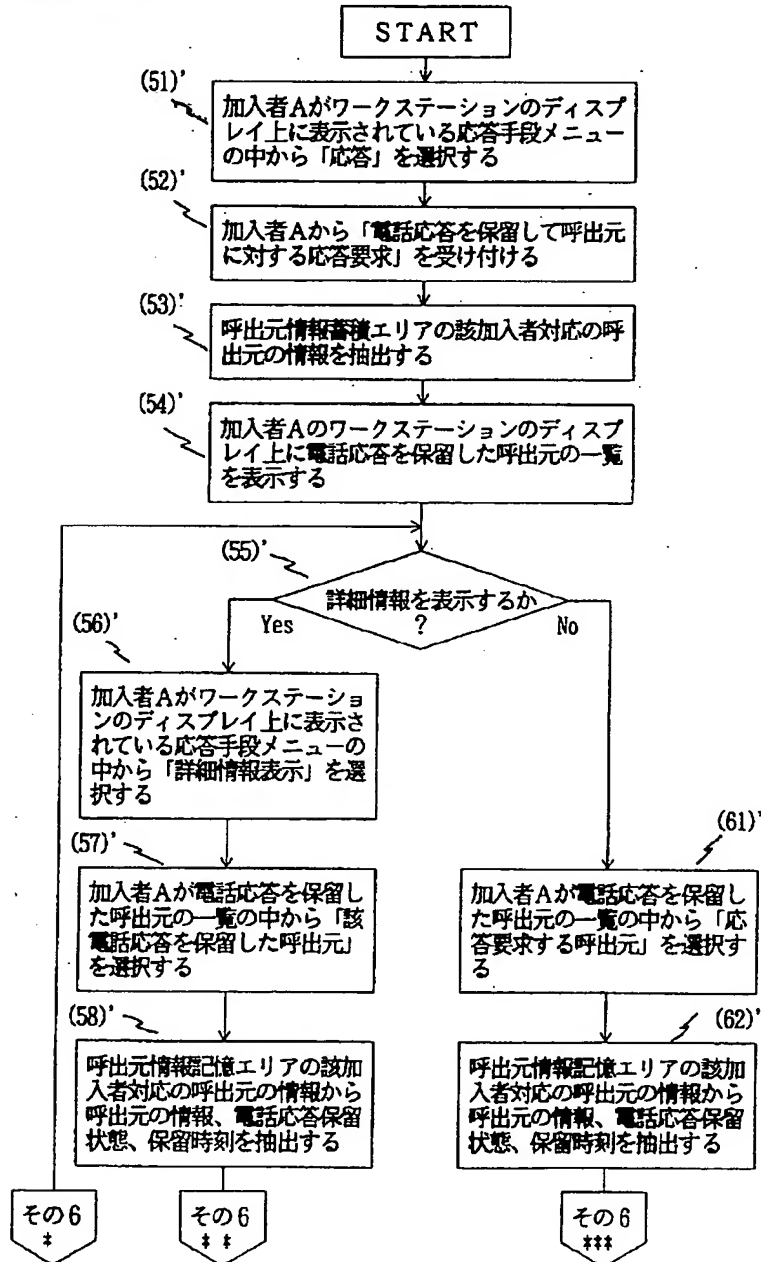 START
(51)'
加入者Aがワークステーションのディスプ
レイ上に表示されている応答手段メニュー
の中から「応答」を選択する
(52)'
加入者Aから「電話応答を保留して呼出元
に対する応答要求」を受け付ける
(53)'
呼出元情報蓄積エリアの該加入者対応の呼
出元の情報を抽出する
(54)'
加入者Aのワークステーションのディスプ
レイ上に電話応答を保留した呼出元の一覧
を表示する
(55)'
詳細情報を表示するか
?
Yes
No
(56)'
加入者Aがワークステーショ
ンのディスプレイ上に表示さ
れている応答手段メニューの
中から「詳細情報表示」を選
択する
(57)'
加入者Aが電話応答を保留し
た呼出元の一覧の中から「該
電話応答を保留した呼出元」
を選択する
(58)'
呼出元情報記憶エリアの該加
入者対応の呼出元の情報から
呼出元の情報、電話応答保留
状態、保留時刻を抽出する
(61)'
加入者Aが電話応答を保留し
た呼出元の一覧の中から「応
答要求する呼出元」を選択す
る
(62)'
呼出元情報記憶エリアの該加
入者対応の呼出元の情報から
呼出元の情報、電話応答保留
状態、保留時刻を抽出する
その6
*
その6
* *
その6
***